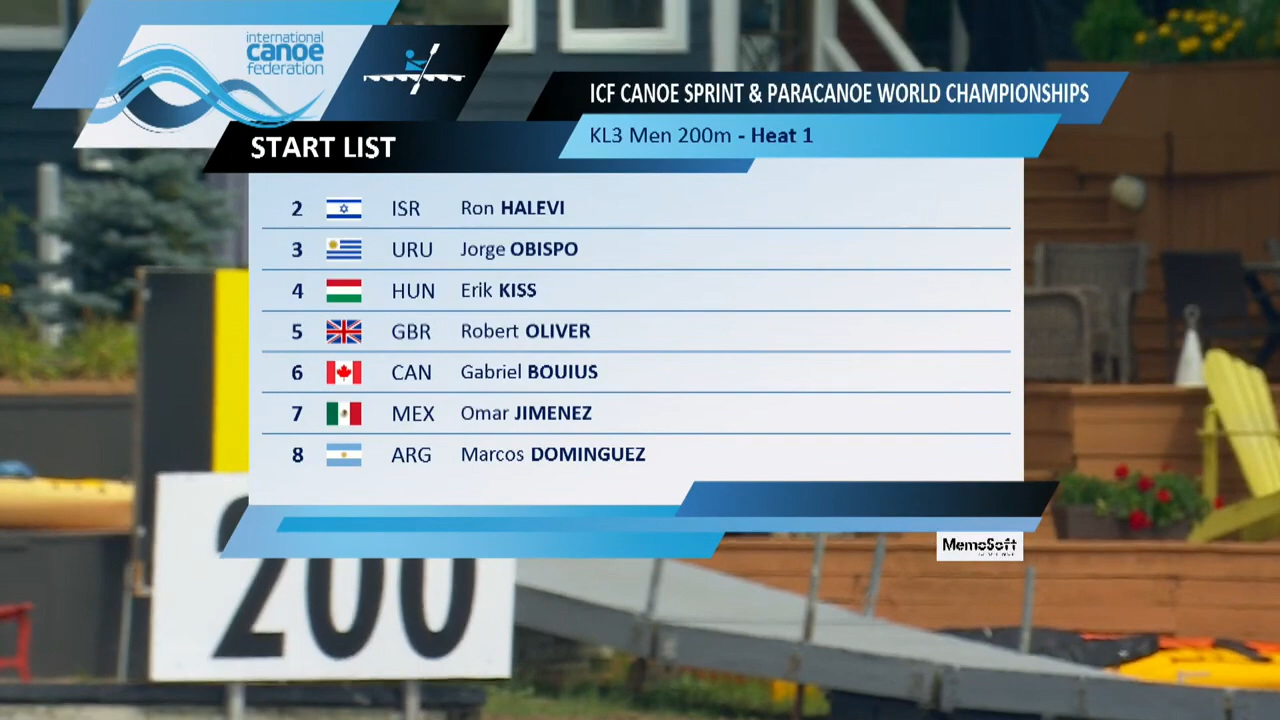 international
canoe
federation
ICF CANOE SPRINT & PARACANOE WORLD CHAMPIONSHIPS
START LIST
KL3 Men 200m - Heat 1
2 ISR Ron HALEVI
3 URU Jorge OBISPO
4 HUN Erik KISS
5 GBR Robert OLIVER
6 CAN Gabriel BOUIUS
7 MEX Omar JIMENEZ
8 ARG Marcos DOMINGUEZ
MemoSoft
200